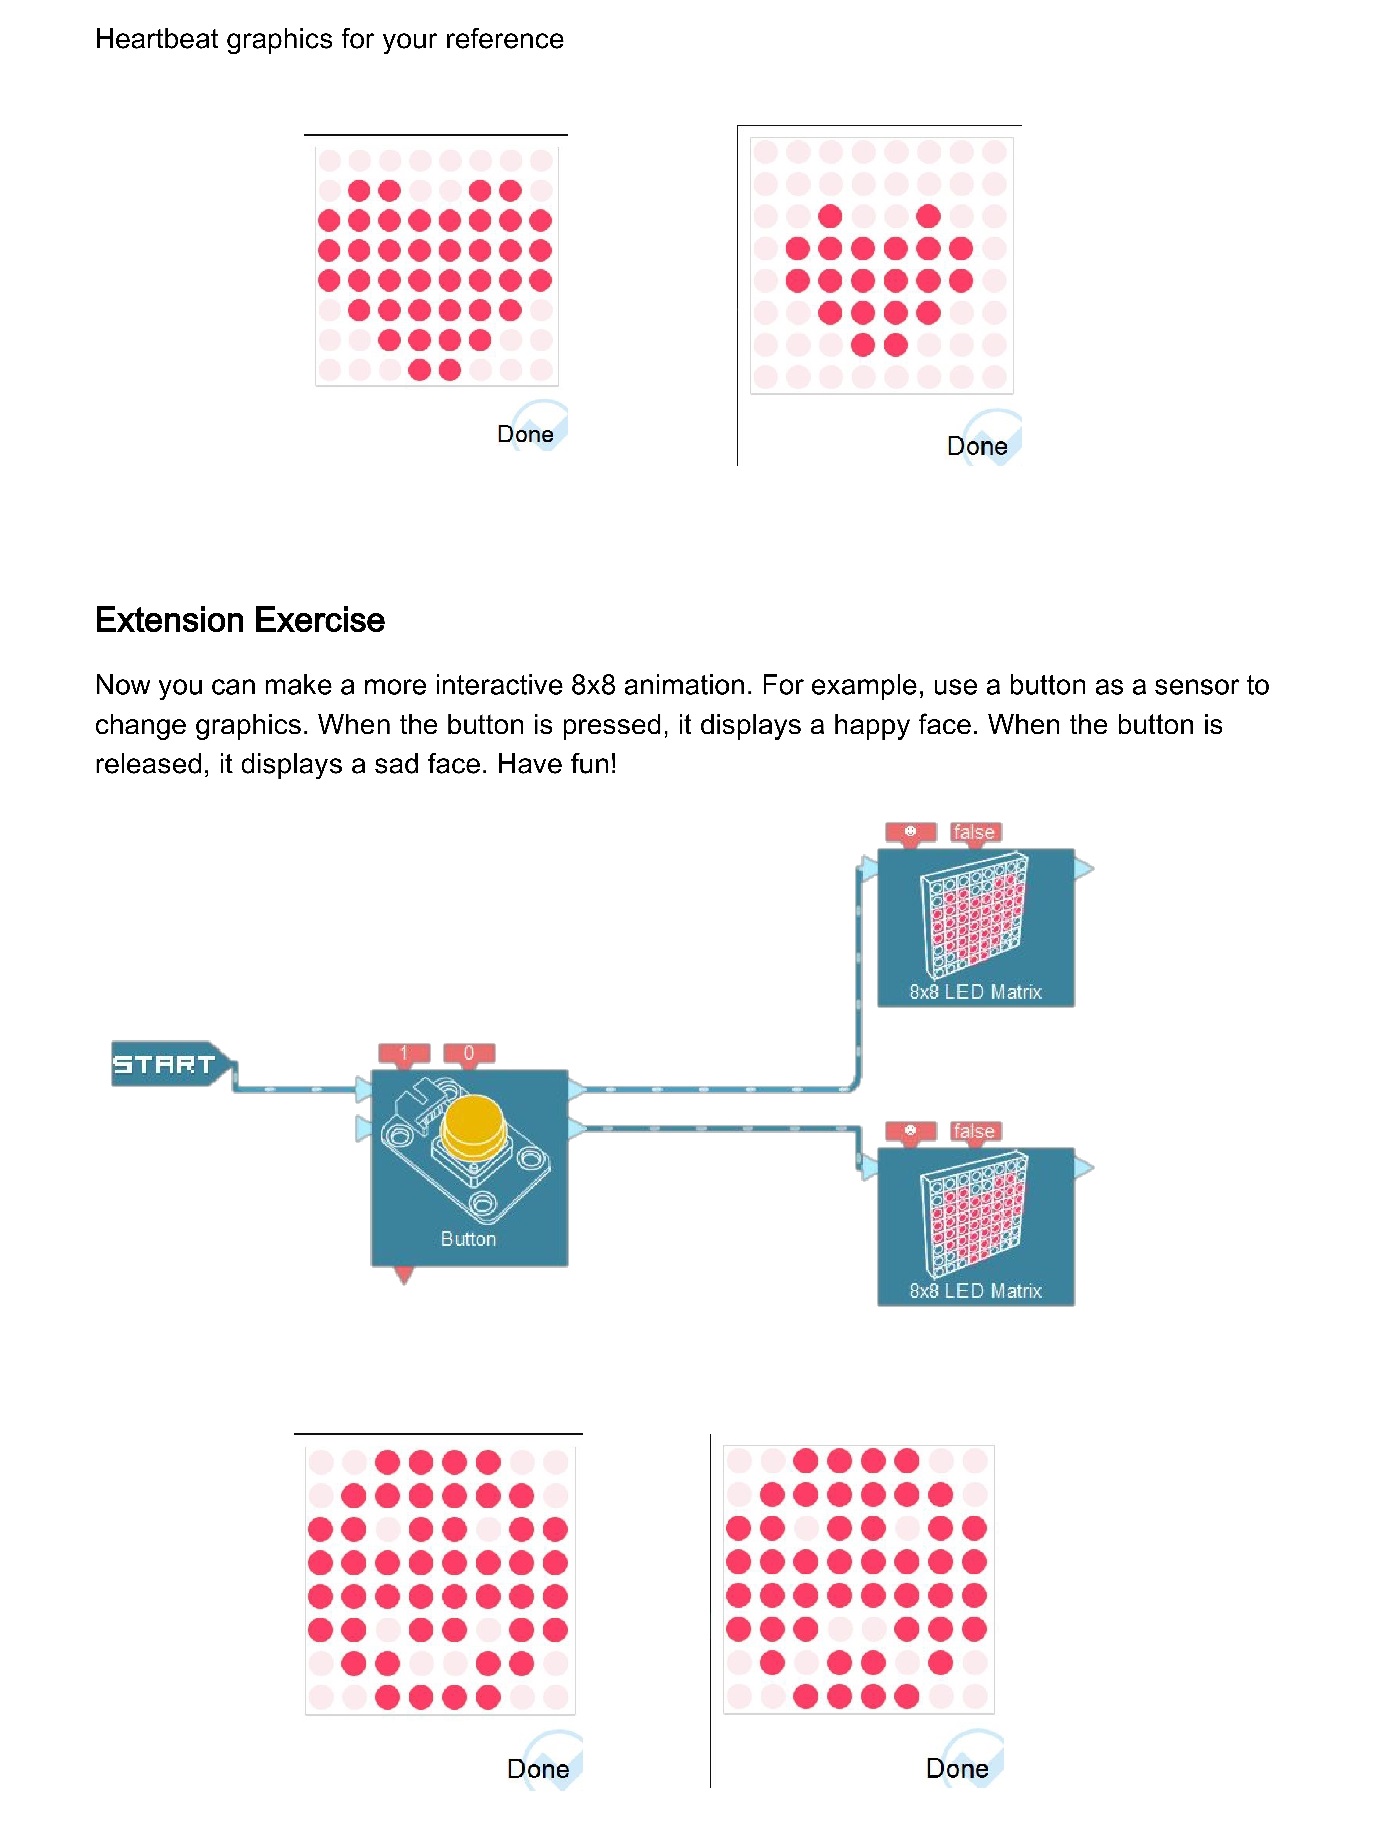 Heartbeat graphics for your reference
Done
Done
Extension Exercise
Now you can make a more interactive 8x8 animation. For example, use a button as a sensor to
change graphics. When the button is pressed, it displays a happy face. When the button is
released, it displays a sad face. Have fun!
false
8x8 LED Matrix
START
1 0
Button
false
8x8 LED Matrix
Done
Done